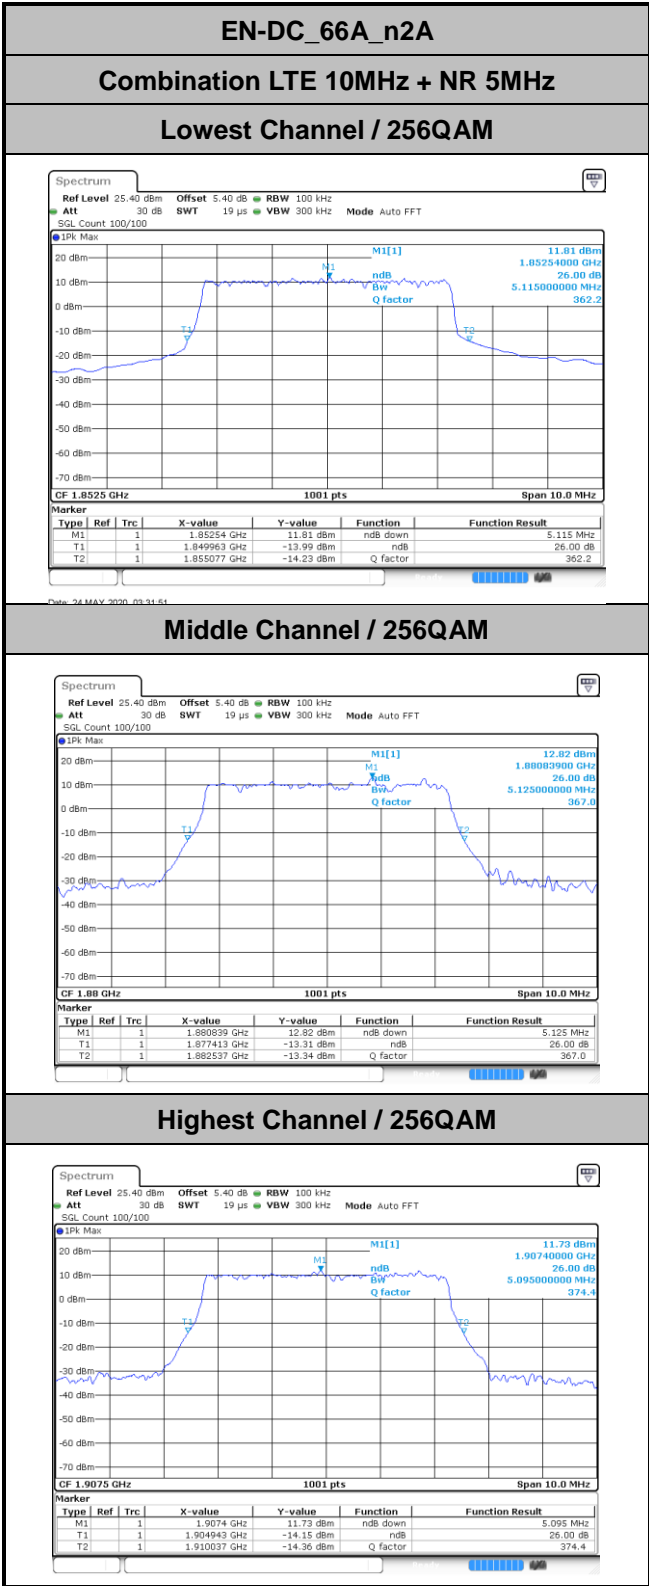 EN-DC_66A_n2A
Combination LTE 10MHz + NR 5MHz
Lowest Channel / 256QAM
Spectrum
Ref Level 25.40 dBm Offset 5.40 dB RBW 100 kHz
Att 30 dB SWT 19 µs VBW 300 kHz Mode Auto FFT
SGL Count 100/100
1Pk Max
M1[1] 11.81 dBm
1.85254000 GHz
ndB 26.00 dB
Bw 5.115000000 MHz
Q factor 362.2
M1
T1
T2
20 dBm
10 dBm
0 dBm
-10 dBm
-20 dBm
-30 dBm
-40 dBm
-50 dBm
-60 dBm
-70 dBm
CF 1.8525 GHz 1001 pts Span 10.0 MHz
Marker
Type Ref Trc X-value Y-value Function Function Result
M1 1 1.85254 GHz 11.81 dBm ndB down 5.115 MHz
T1 1 1.849963 GHz -13.99 dBm ndB 26.00 dB
T2 1 1.855077 GHz -14.23 dBm Q factor 362.2
Date: 24.MAY.2020 03:31:51
Middle Channel / 256QAM
Spectrum
Ref Level 25.40 dBm Offset 5.40 dB RBW 100 kHz
Att 30 dB SWT 19 µs VBW 300 kHz Mode Auto FFT
SGL Count 100/100
1Pk Max
M1[1] 12.82 dBm
1.88083900 GHz
ndB 26.00 dB
Bw 5.125000000 MHz
Q factor 367.0
M1
T1
T2
20 dBm
10 dBm
0 dBm
-10 dBm
-20 dBm
-30 dBm
-40 dBm
-50 dBm
-60 dBm
-70 dBm
CF 1.88 GHz 1001 pts Span 10.0 MHz
Marker
Type Ref Trc X-value Y-value Function Function Result
M1 1 1.880839 GHz 12.82 dBm ndB down 5.125 MHz
T1 1 1.877413 GHz -13.31 dBm ndB 26.00 dB
T2 1 1.882537 GHz -13.34 dBm Q factor 367.0
Highest Channel / 256QAM
Spectrum
Ref Level 25.40 dBm Offset 5.40 dB RBW 100 kHz
Att 30 dB SWT 19 µs VBW 300 kHz Mode Auto FFT
SGL Count 100/100
1Pk Max
M1[1] 11.73 dBm
1.90740000 GHz
ndB 26.00 dB
Bw 5.095000000 MHz
Q factor 374.4
M1
T1
T2
20 dBm
10 dBm
0 dBm
-10 dBm
-20 dBm
-30 dBm
-40 dBm
-50 dBm
-60 dBm
-70 dBm
CF 1.9075 GHz 1001 pts Span 10.0 MHz
Marker
Type Ref Trc X-value Y-value Function Function Result
M1 1 1.9074 GHz 11.73 dBm ndB down 5.095 MHz
T1 1 1.904943 GHz -14.15 dBm ndB 26.00 dB
T2 1 1.910037 GHz -14.36 dBm Q factor 374.4